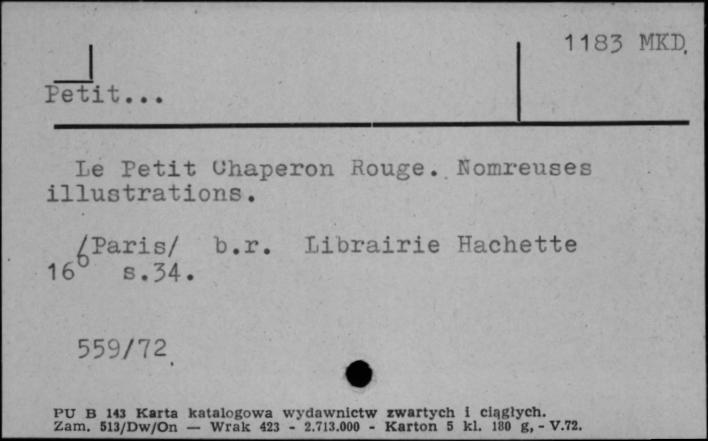 1183 MKD.
Petit...
Le Petit Chaperon Rouge. Nomreuses
illustrations.
/Paris/ b.r. Librairie Hachette
16° s.34.
559/72.
PU B 143 Karta katalogowa wydawnictw zwartych i ciągłych.
Zam. 513/Dw/On — Wrak 423 - 2.713.000 - Karton 5 kl. 180 g, - V.72.